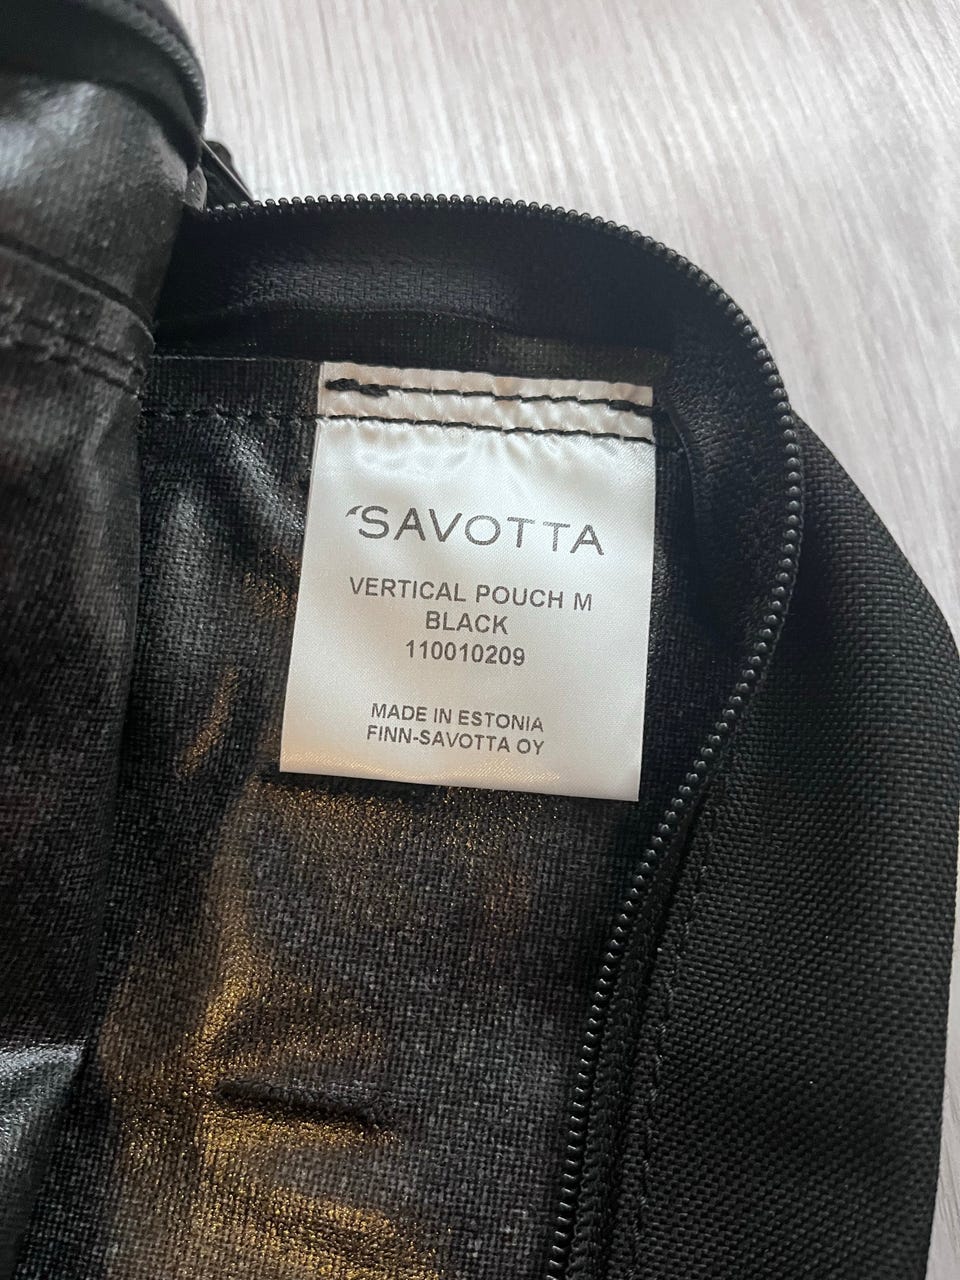 SAVOTTA
VERTICAL POUCH M
BLACK
110010209
MADE IN ESTONIA
FINN-SAVOTTA OY